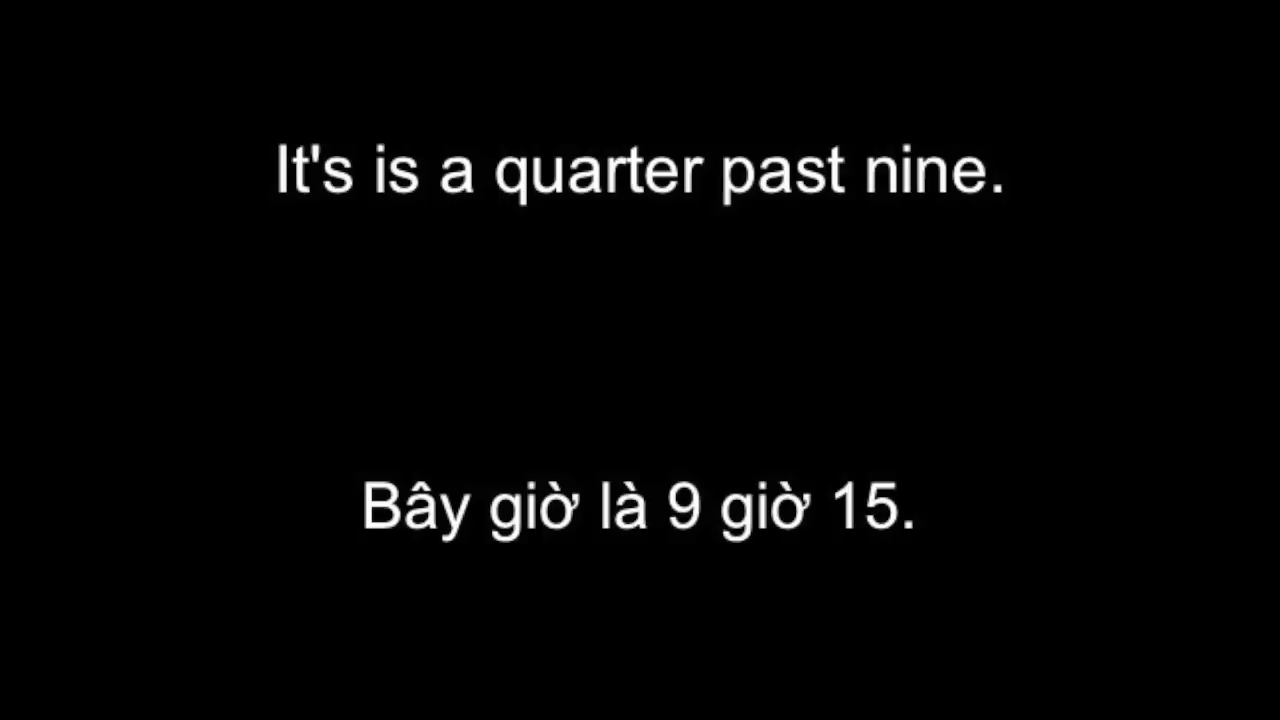 It's is a quarter past nine.
Bây giờ là 9 giờ 15.